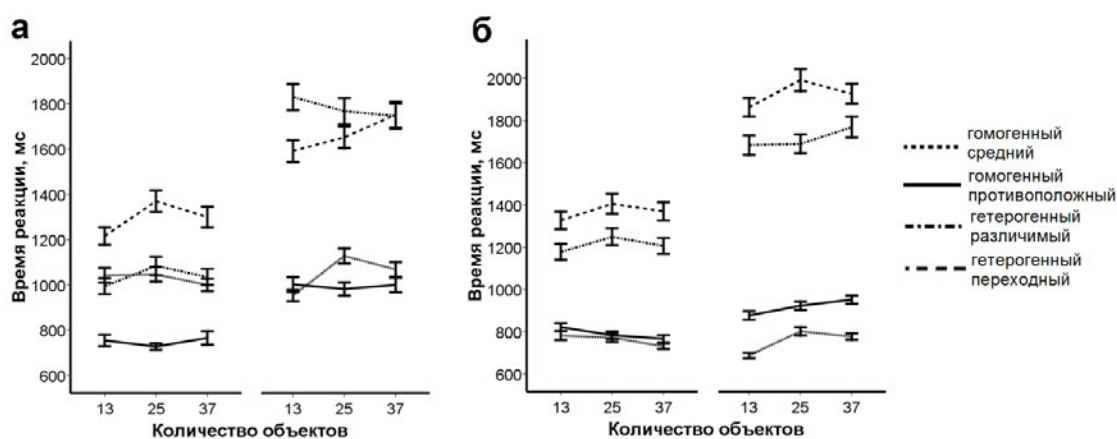 а
2000
1800
1600
1400
1200
1000
800
600
Время реакции, мс
13 25 37 13 25 37
Количество объектов
б
2000
1800
1600
1400
1200
1000
800
600
Время реакции, мс
13 25 37 13 25 37
Количество объектов
гомогенный
средний
гомогенный
противоположный
гетерогенный
различимый
гетерогенный
переходный